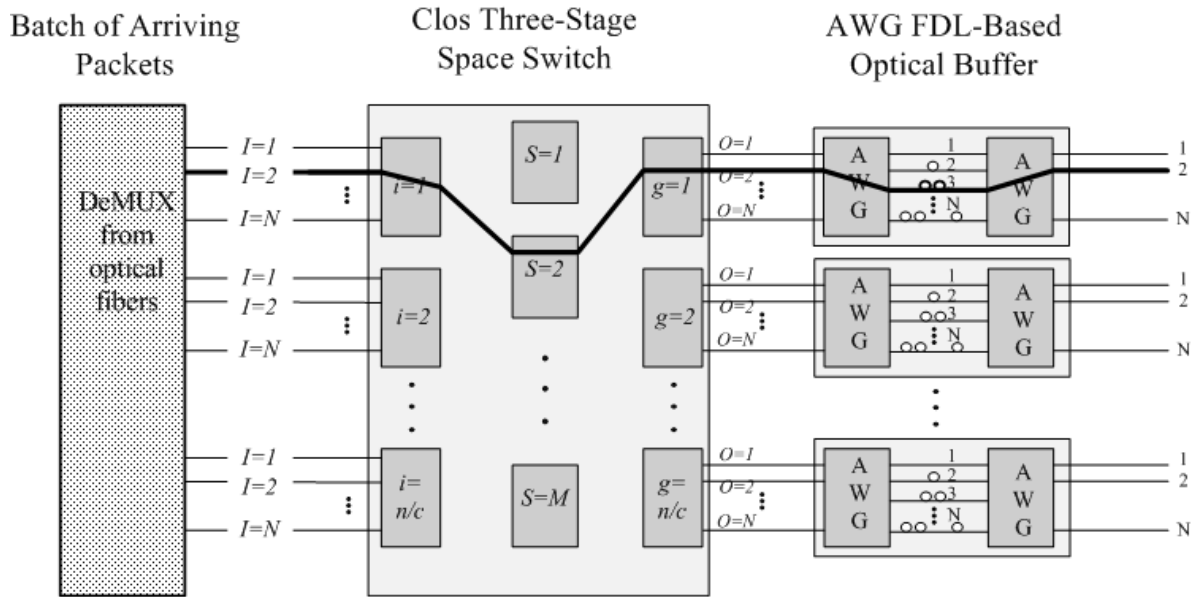 Batch of Arriving
Packets
Clos Three-Stage
Space Switch
AWG FDL-Based
Optical Buffer
DeMUX
from
optical
fibers
I=1
I=2
I=N
I=1
I=2
I=N
I=1
I=2
I=N
i=1
i=2
i=
n/c
S=1
S=2
S=M
g=1
g=2
g=
n/c
O=1
O=2
O=N
O=1
O=2
O=N
O=1
O=2
O=N
A
W
G
1
2
3
N
A
W
G
1
2
N
A
W
G
1
2
3
N
A
W
G
1
2
N
A
W
G
1
2
3
N
A
W
G
1
2
N